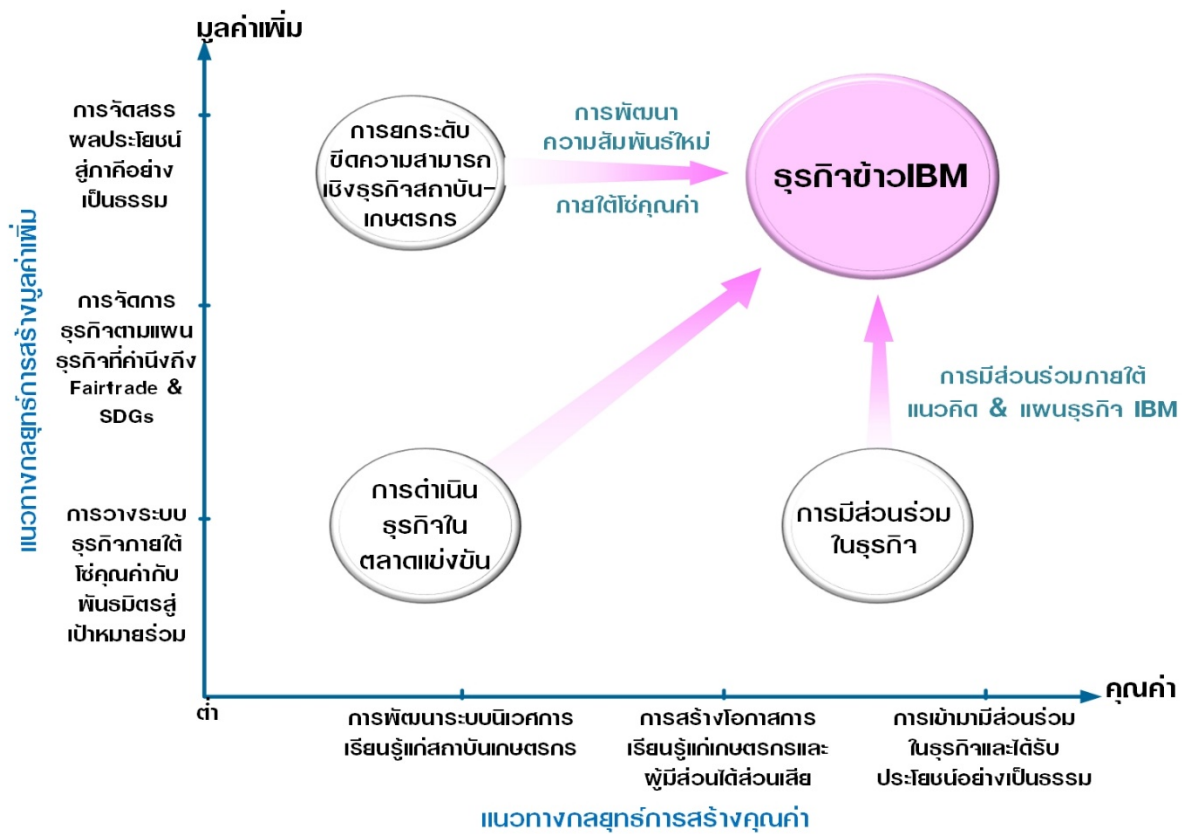 มูลค่าเพิ่ม
การจัดสรร
ผลประโยชน์
สู่ภาคีอย่าง
เป็นธรรม
การยกระดับ
ขีดความสามารถ
เชิงธุรกิจสถาบัน-
เกษตรกร
การพัฒนา
ความสัมพันธ์ใหม่
ภายใต้โซ่คุณค่า
ธุรกิจข้าวIBM
แนวทางกลยุทธ์การสร้างมูลค่าเพิ่ม
การจัดการ
ธุรกิจตามแผน
ธุรกิจที่คำนึงถึง
Fairtrade &
SDGs
การมีส่วนร่วมภายใต้
แนวคิด & แผนธุรกิจ IBM
การวางระบบ
ธุรกิจภายใต้
โซ่คุณค่ากับ
พันธมิตรสู่
เป้าหมายร่วม
การดำเนิน
ธุรกิจใน
ตลาดแข่งขัน
การมีส่วนร่วม
ในธุรกิจ
คุณค่า
ต่ำ
การพัฒนาระบบนิเวศการ
เรียนรู้แก่สถาบันเกษตรกร
การสร้างโอกาสการ
เรียนรู้แก่เกษตรกรและ
ผู้มีส่วนได้ส่วนเสีย
การเข้ามามีส่วนร่วม
ในธุรกิจและได้รับ
ประโยชน์อย่างเป็นธรรม
แนวทางกลยุทธ์การสร้างคุณค่า